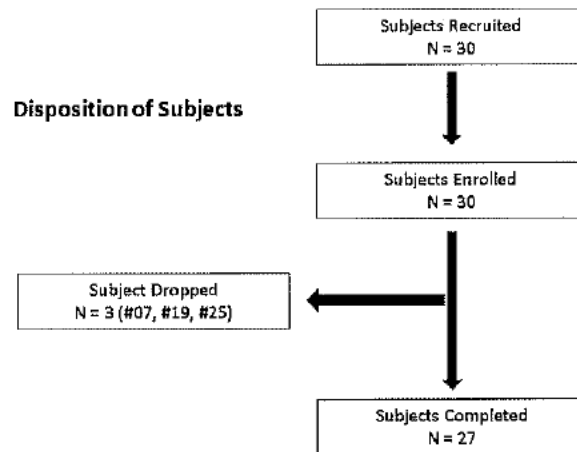 Subjects Recruited
N = 30
Disposition of Subjects
Subjects Enrolled
N = 30
Subject Dropped
N = 3 (#07, #19, #25)
Subjects Completed
N = 27